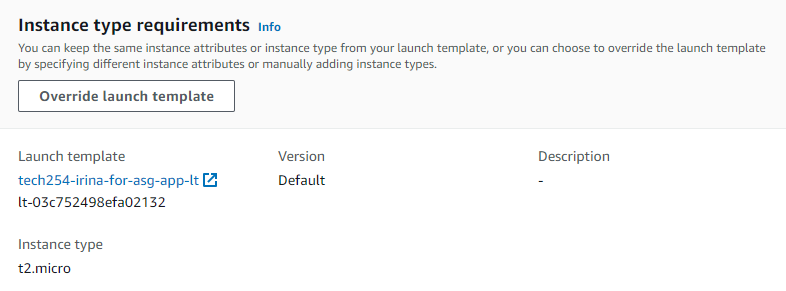 Instance type requirements Info
You can keep the same instance attributes or instance type from your launch template, or you can choose to override the launch template
by specifying different instance attributes or manually adding instance types.
Override launch template
Launch template
tech254-irina-for-asg-app-lt
lt-03c752498efa02132
Version
Default
Description
-
Instance type
t2.micro